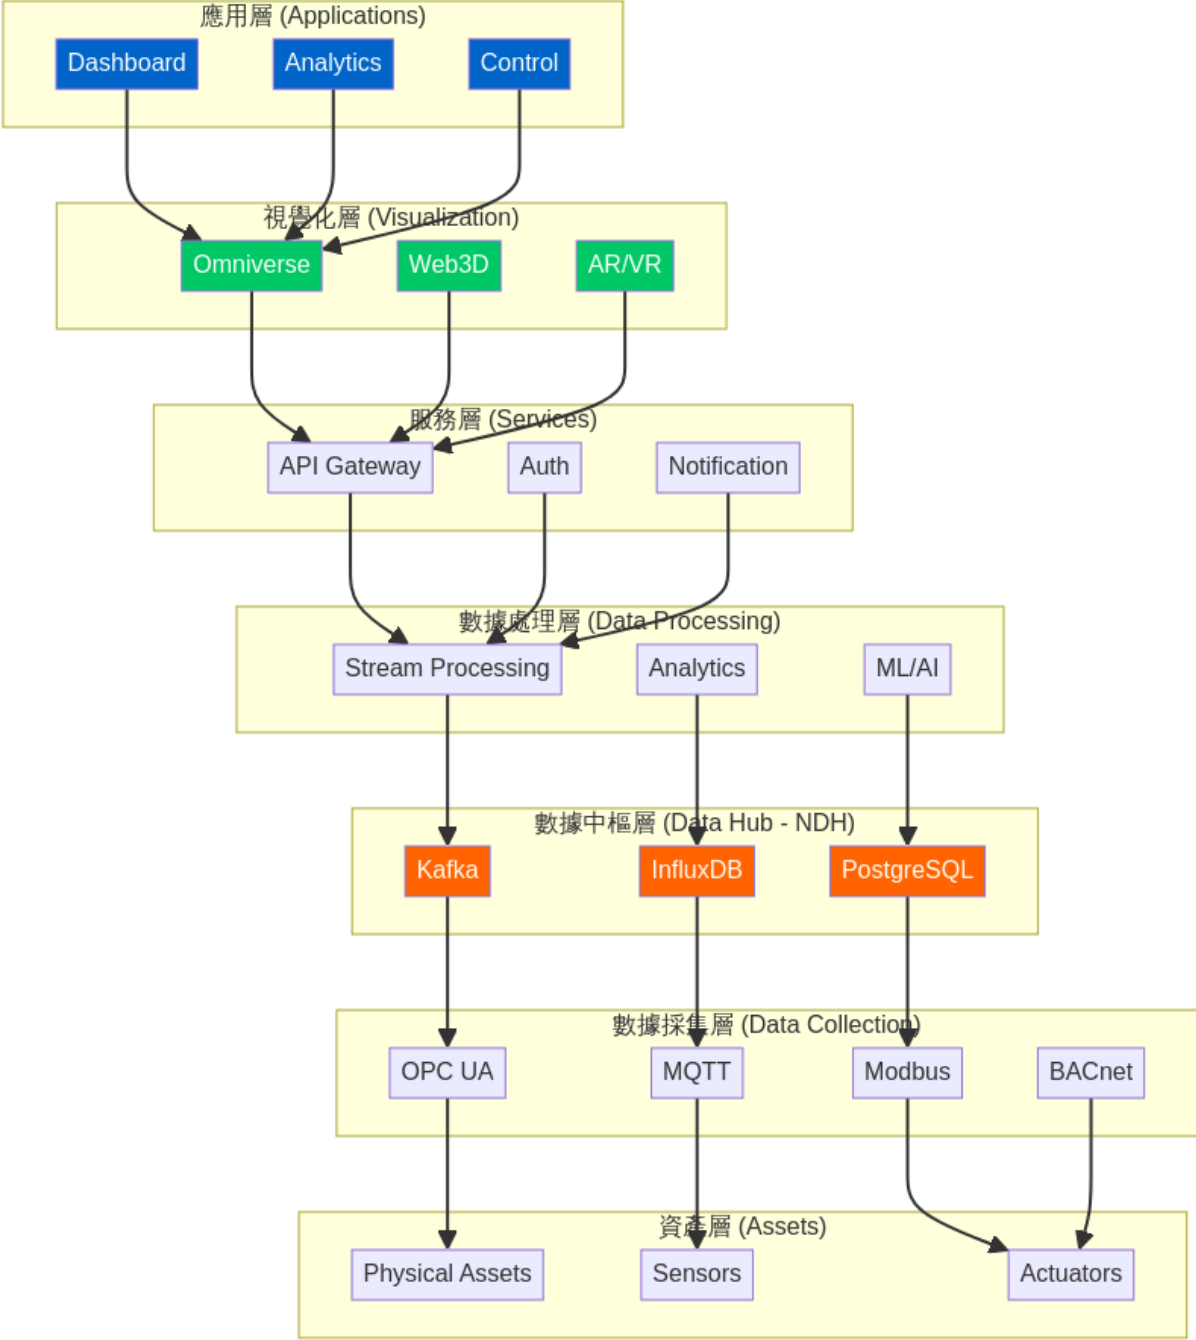 應用層 (Applications)
Dashboard
Analytics
Control
視覺化層 (Visualization)
Omniverse
Web3D
AR/VR
服務層 (Services)
API Gateway
Auth
Notification
數據處理層 (Data Processing)
Stream Processing
Analytics
ML/AI
數據中樞層 (Data Hub - NDH)
Kafka
InfluxDB
PostgreSQL
數據採集層 (Data Collection)
OPC UA
MQTT
Modbus
BACnet
資產層 (Assets)
Physical Assets
Sensors
Actuators